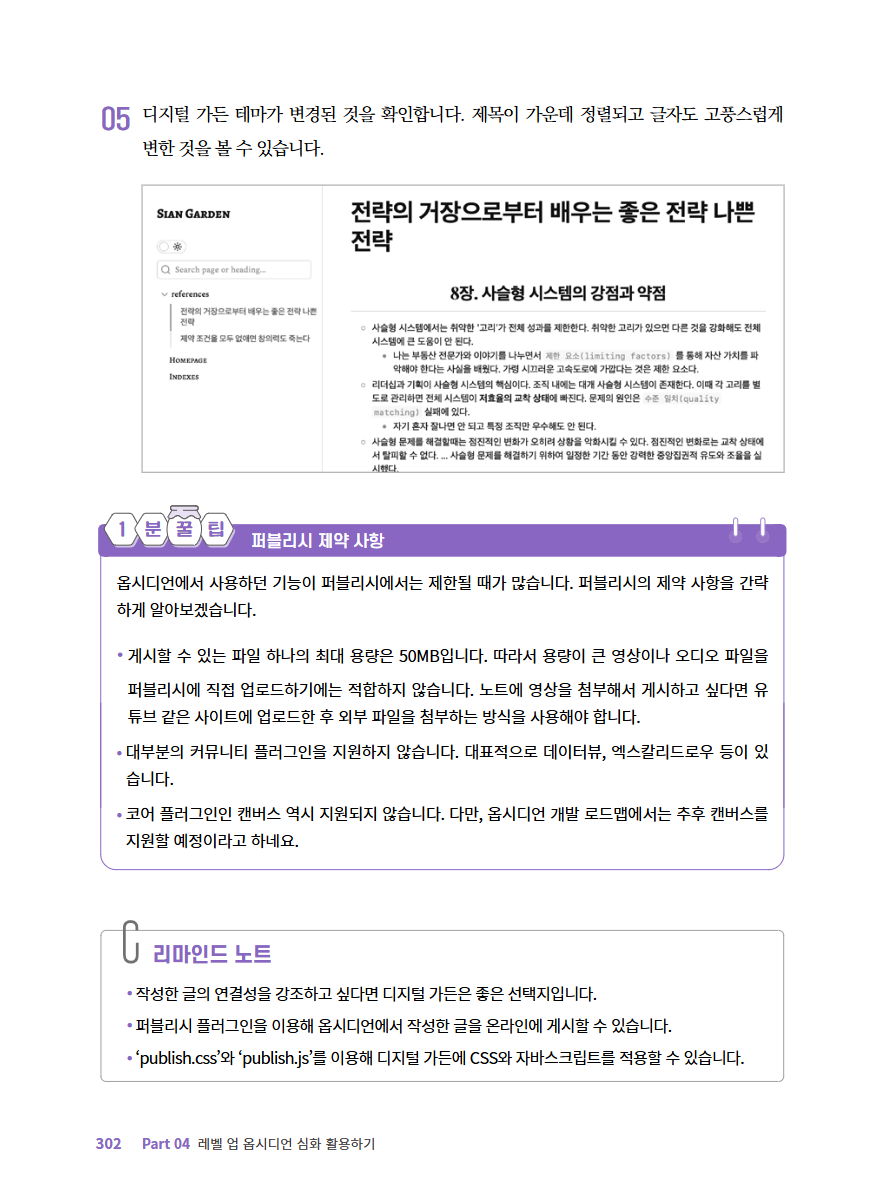 05 디지털 가든 테마가 변경된 것을 확인합니다. 제목이 가운데 정렬되고 글자도 고풍스럽게
변한 것을 볼 수 있습니다.
SIAN GARDEN
Search page or heading...
references
전략의 거장으로부터 배우는 좋은 전략 나쁜
전략
제약 조건을 모두 없애면 창의력도 죽는다
HOMEPAGE
INDEXES
전략의 거장으로부터 배우는 좋은 전략 나쁜
전략
8장. 사슬형 시스템의 강점과 약점
사슬형 시스템에서는 취약한 '고리'가 전체 성과를 제한한다. 취약한 고리가 있으면 다른 것을 강화해도 전체
시스템에 큰 도움이 안 된다.
나는 부동산 전문가와 이야기를 나누면서 제한 요소(limiting factors) 를 통해 자산 가치를 파
악해야 한다는 사실을 배웠다. 가령 시끄러운 고속도로에 가깝다는 것은 제한 요소다.
리더십과 기획이 사슬형 시스템의 핵심이다. 조직 내에는 대개 사슬형 시스템이 존재한다. 이때 각 고리를 별
도로 관리하면 전체 시스템이 저효율의 교착 상태에 빠진다. 문제의 원인은 수준 일치(quality
matching) 실패에 있다.
자기 혼자 잘나면 안 되고 특정 조직만 우수해도 안 된다.
사슬형 문제를 해결할때는 점진적인 변화가 오히려 상황을 악화시킬 수 있다. 점진적인 변화로는 교착 상태에
서 탈피할 수 없다. ... 사슬형 문제를 해결하기 위하여 일정한 기간 동안 강력한 중앙집권적 유도와 조율을 실
시했다.
1분 꿀팁 퍼블리시 제약 사항
옵시디언에서 사용하던 기능이 퍼블리시에서는 제한될 때가 많습니다. 퍼블리시의 제약 사항을 간략
하게 알아보겠습니다.
• 게시할 수 있는 파일 하나의 최대 용량은 50MB입니다. 따라서 용량이 큰 영상이나 오디오 파일을
퍼블리시에 직접 업로드하기에는 적합하지 않습니다. 노트에 영상을 첨부해서 게시하고 싶다면 유
튜브 같은 사이트에 업로드한 후 외부 파일을 첨부하는 방식을 사용해야 합니다.
• 대부분의 커뮤니티 플러그인을 지원하지 않습니다. 대표적으로 데이터뷰, 엑스칼리드로우 등이 있
습니다.
• 코어 플러그인인 캔버스 역시 지원되지 않습니다. 다만, 옵시디언 개발 로드맵에서는 추후 캔버스를
지원할 예정이라고 하네요.
리마인드 노트
• 작성한 글의 연결성을 강조하고 싶다면 디지털 가든은 좋은 선택지입니다.
• 퍼블리시 플러그인을 이용해 옵시디언에서 작성한 글을 온라인에 게시할 수 있습니다.
• ‘publish.css’와 ‘publish.js’를 이용해 디지털 가든에 CSS와 자바스크립트를 적용할 수 있습니다.
302 Part 04 레벨 업 옵시디언 심화 활용하기